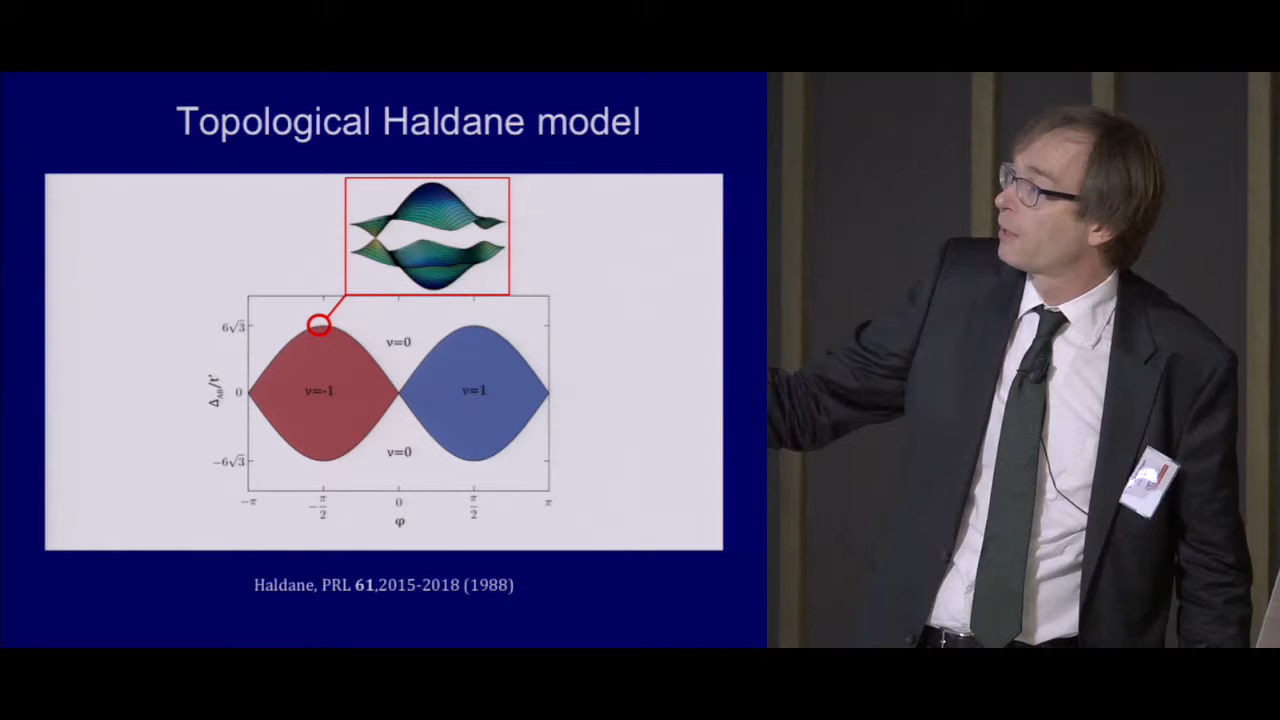 Topological Haldane model
6√3
ν=0
Δ_AB/t'
0
ν=-1
ν=1
ν=0
−6√3
−π
−π/2
0
π/2
π
φ
Haldane, PRL 61,2015-2018 (1988)